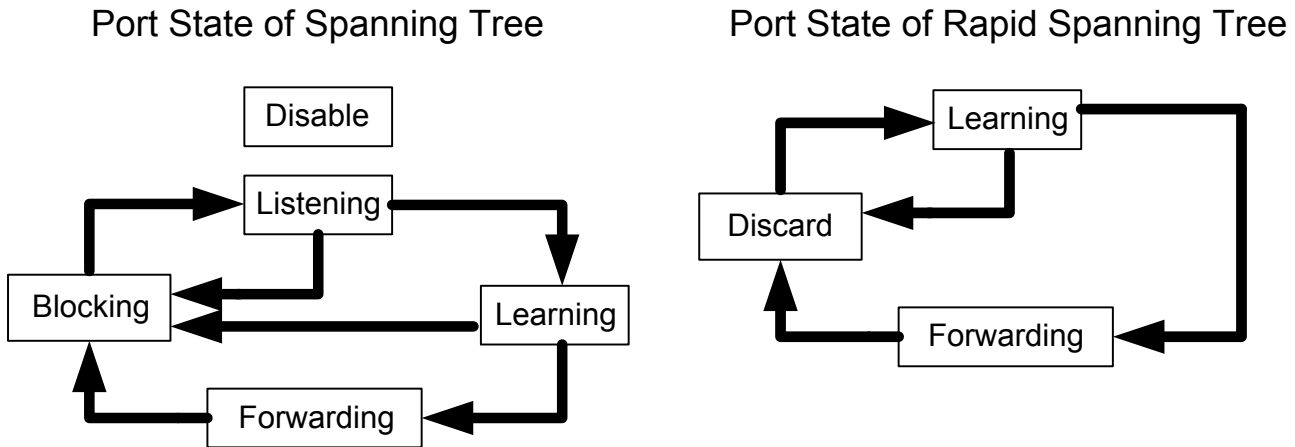 Port State of Spanning Tree
Disable
Listening
Blocking
Learning
Forwarding
Port State of Rapid Spanning Tree
Learning
Discard
Forwarding